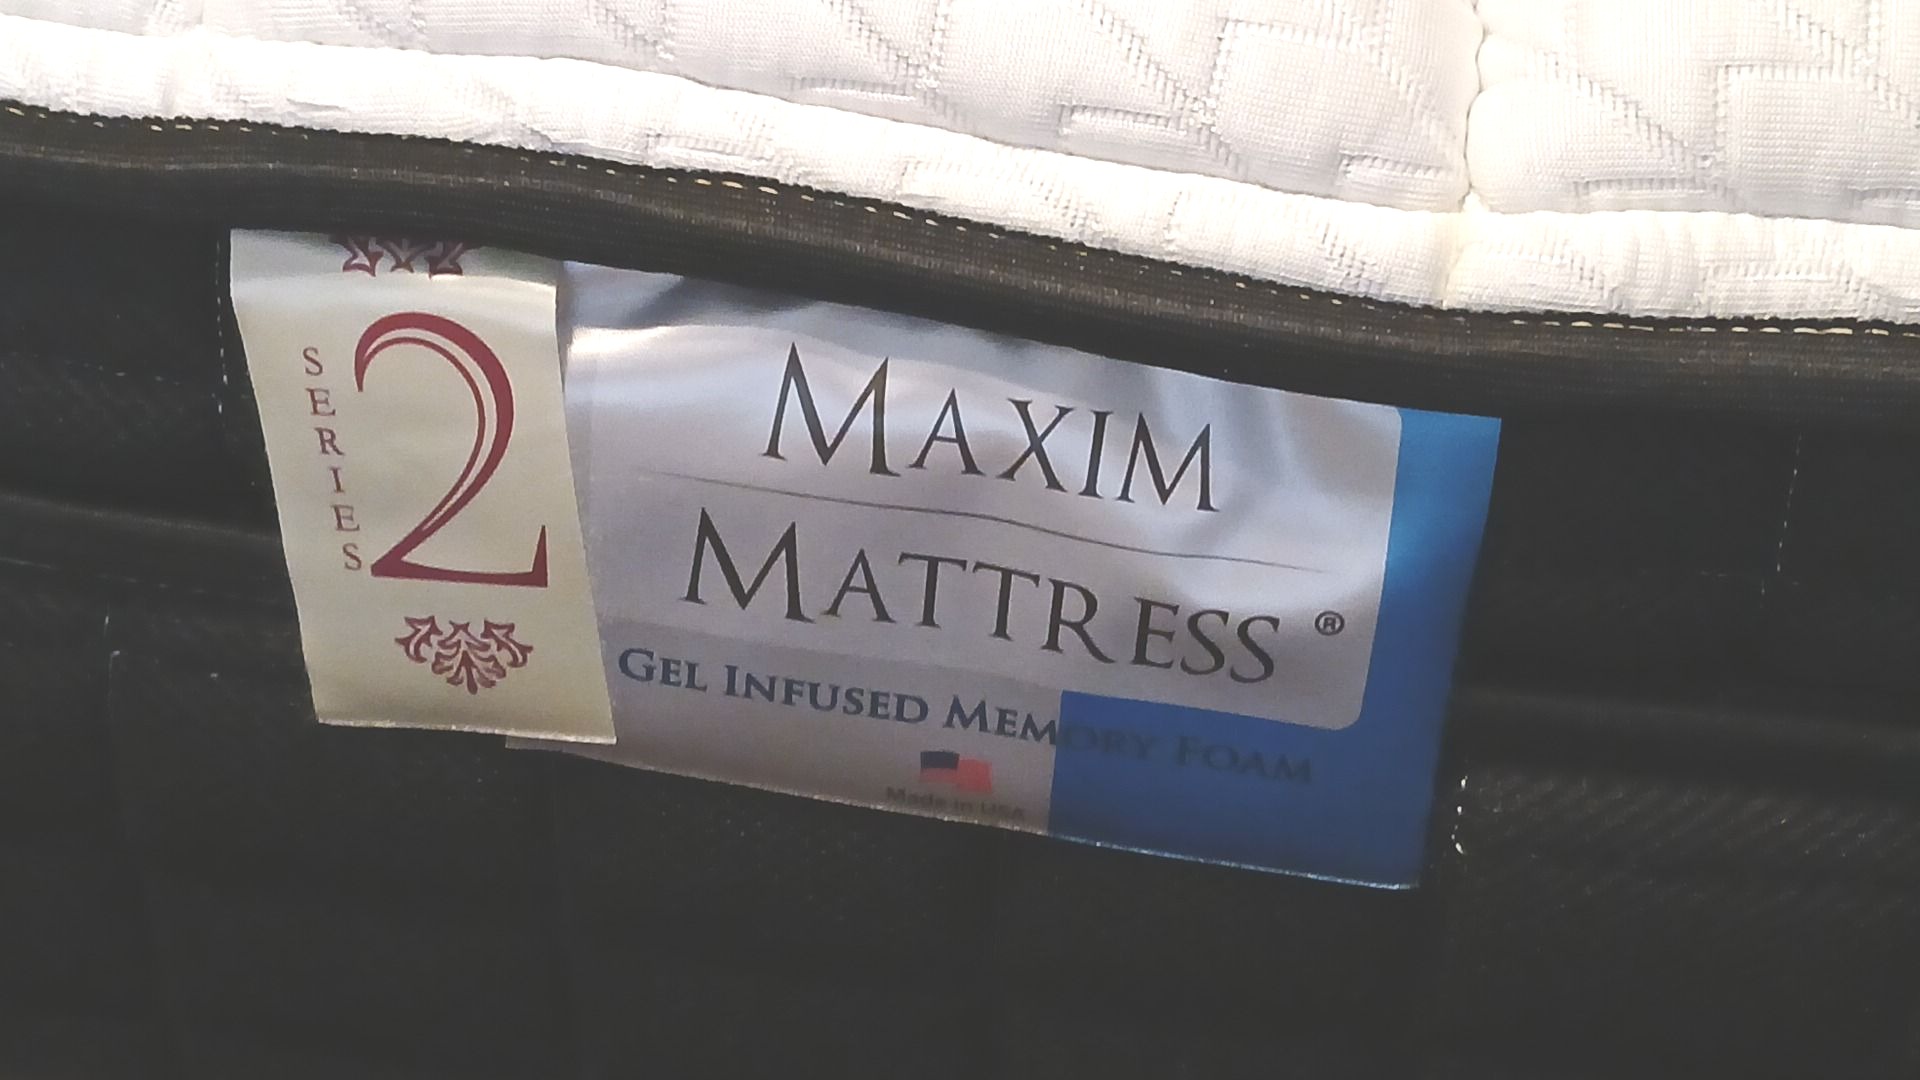 SERIES
2
MAXIM
MATTRESS ®
GEL INFUSED MEMORY FOAM
Made in USA